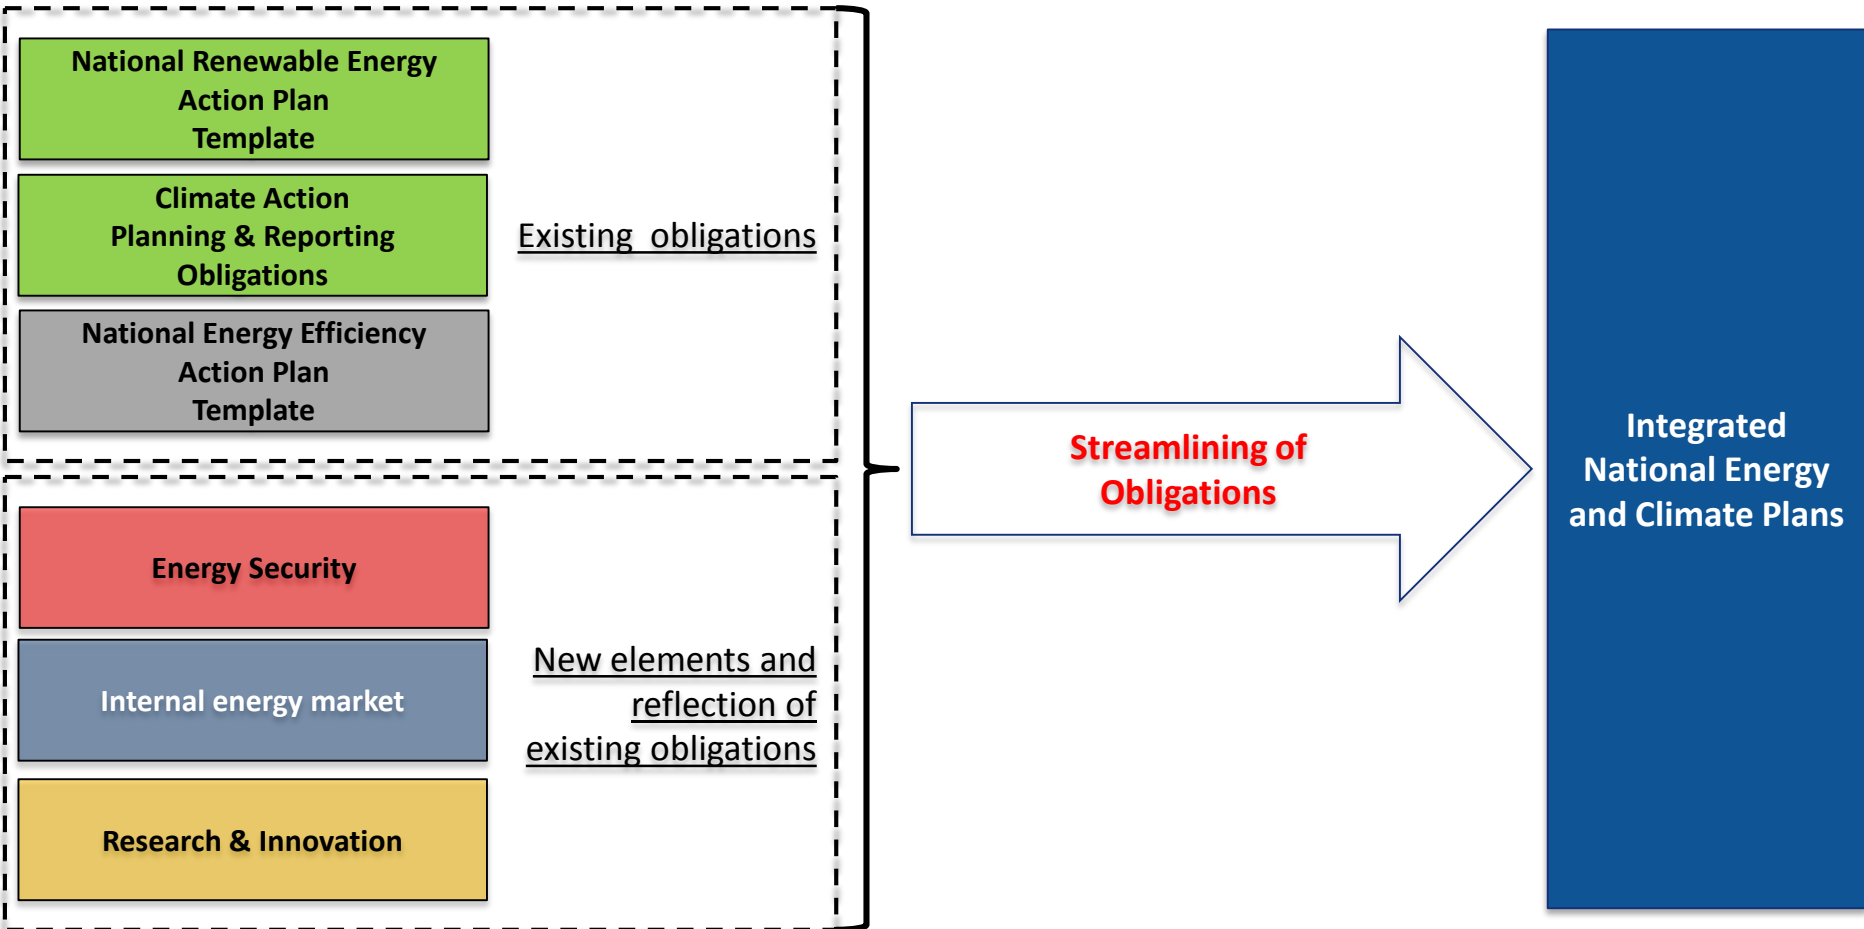 National Renewable Energy
Action Plan
Template
Climate Action
Planning & Reporting
Obligations
National Energy Efficiency
Action Plan
Template
Existing obligations
Energy Security
Internal energy market
Research & Innovation
New elements and
reflection of
existing obligations
Streamlining of
Obligations
Integrated
National Energy
and Climate Plans